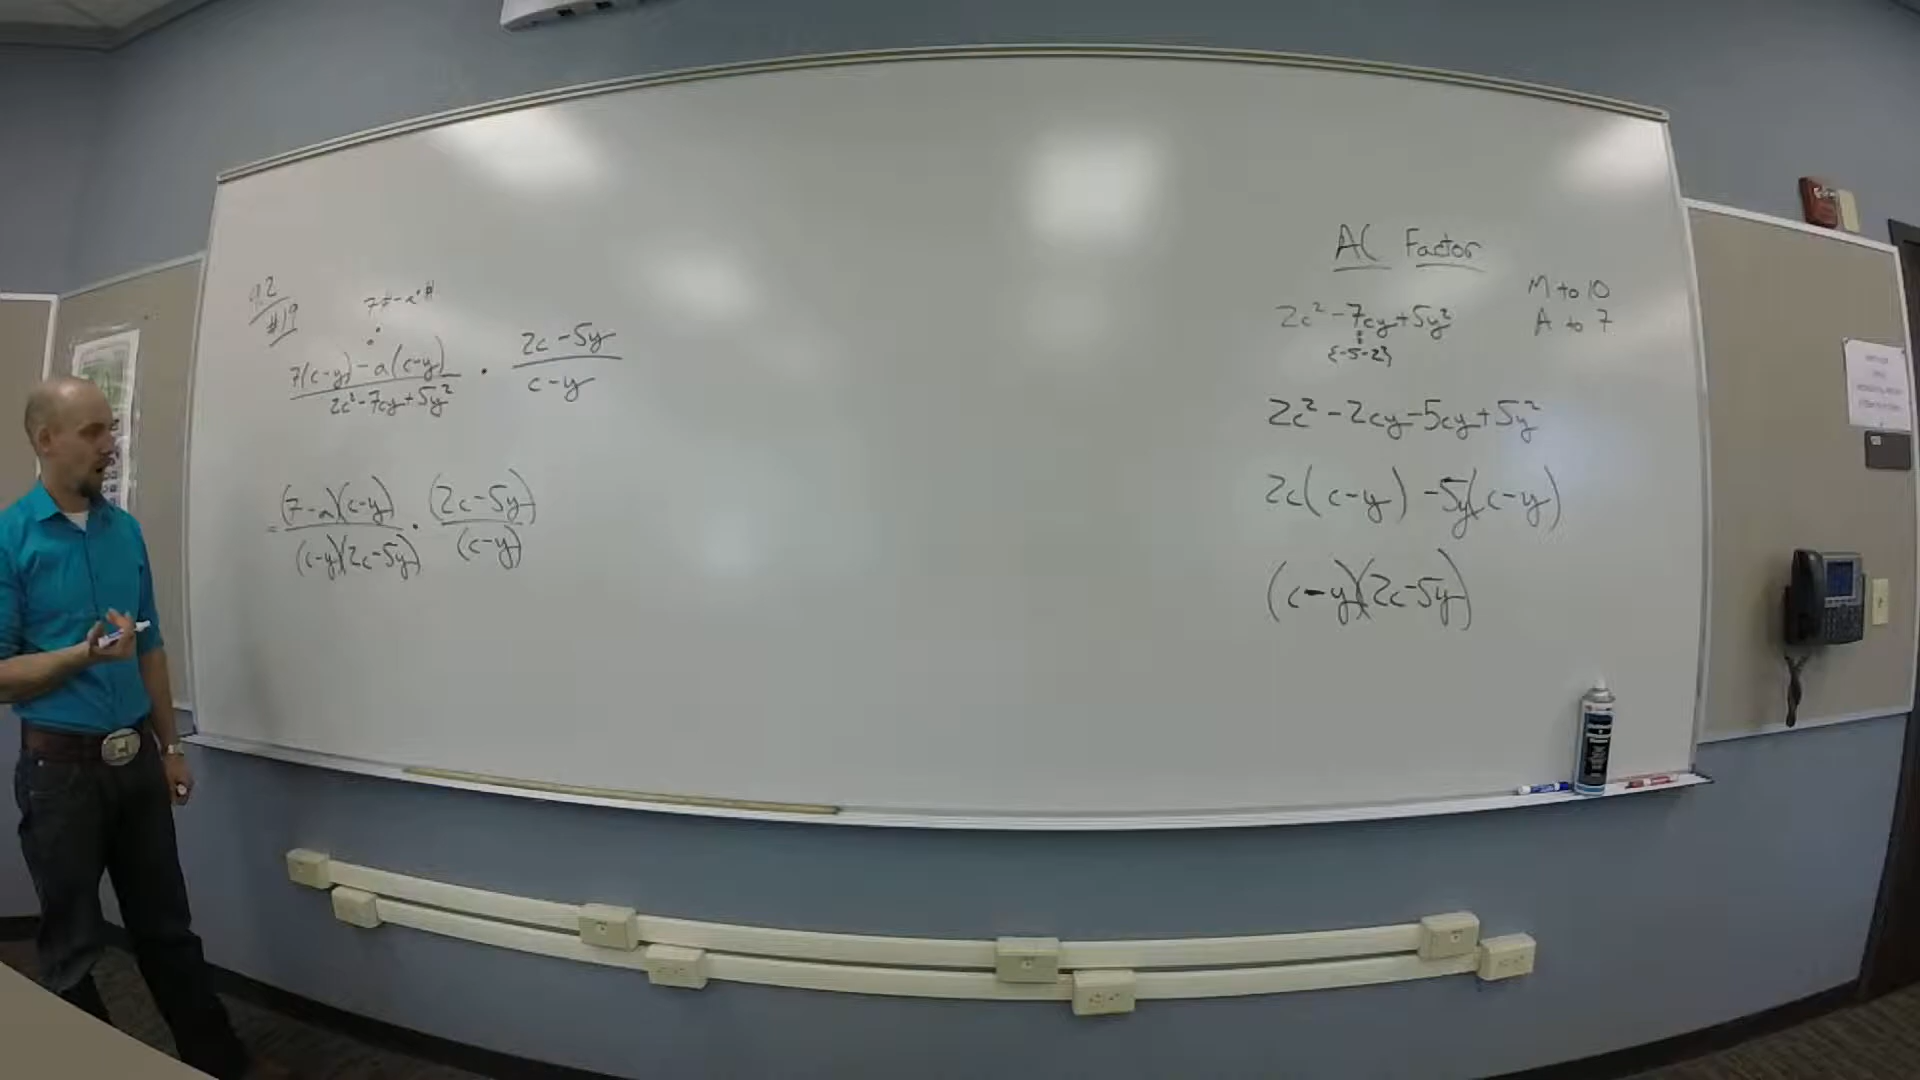 9.2
#19
7# - a·#
7(c-y) - a(c-y) / 2c² - 7cy + 5y² · 2c - 5y / c - y
= (7-a)(c-y) / (c-y)(2c-5y) · (2c-5y) / (c-y)
AC Factor
M to 10
A to 7
2c² - 7cy + 5y²
{-5-2}
2c² - 2cy - 5cy + 5y²
2c(c-y) - 5y(c-y)
(c-y)(2c-5y)